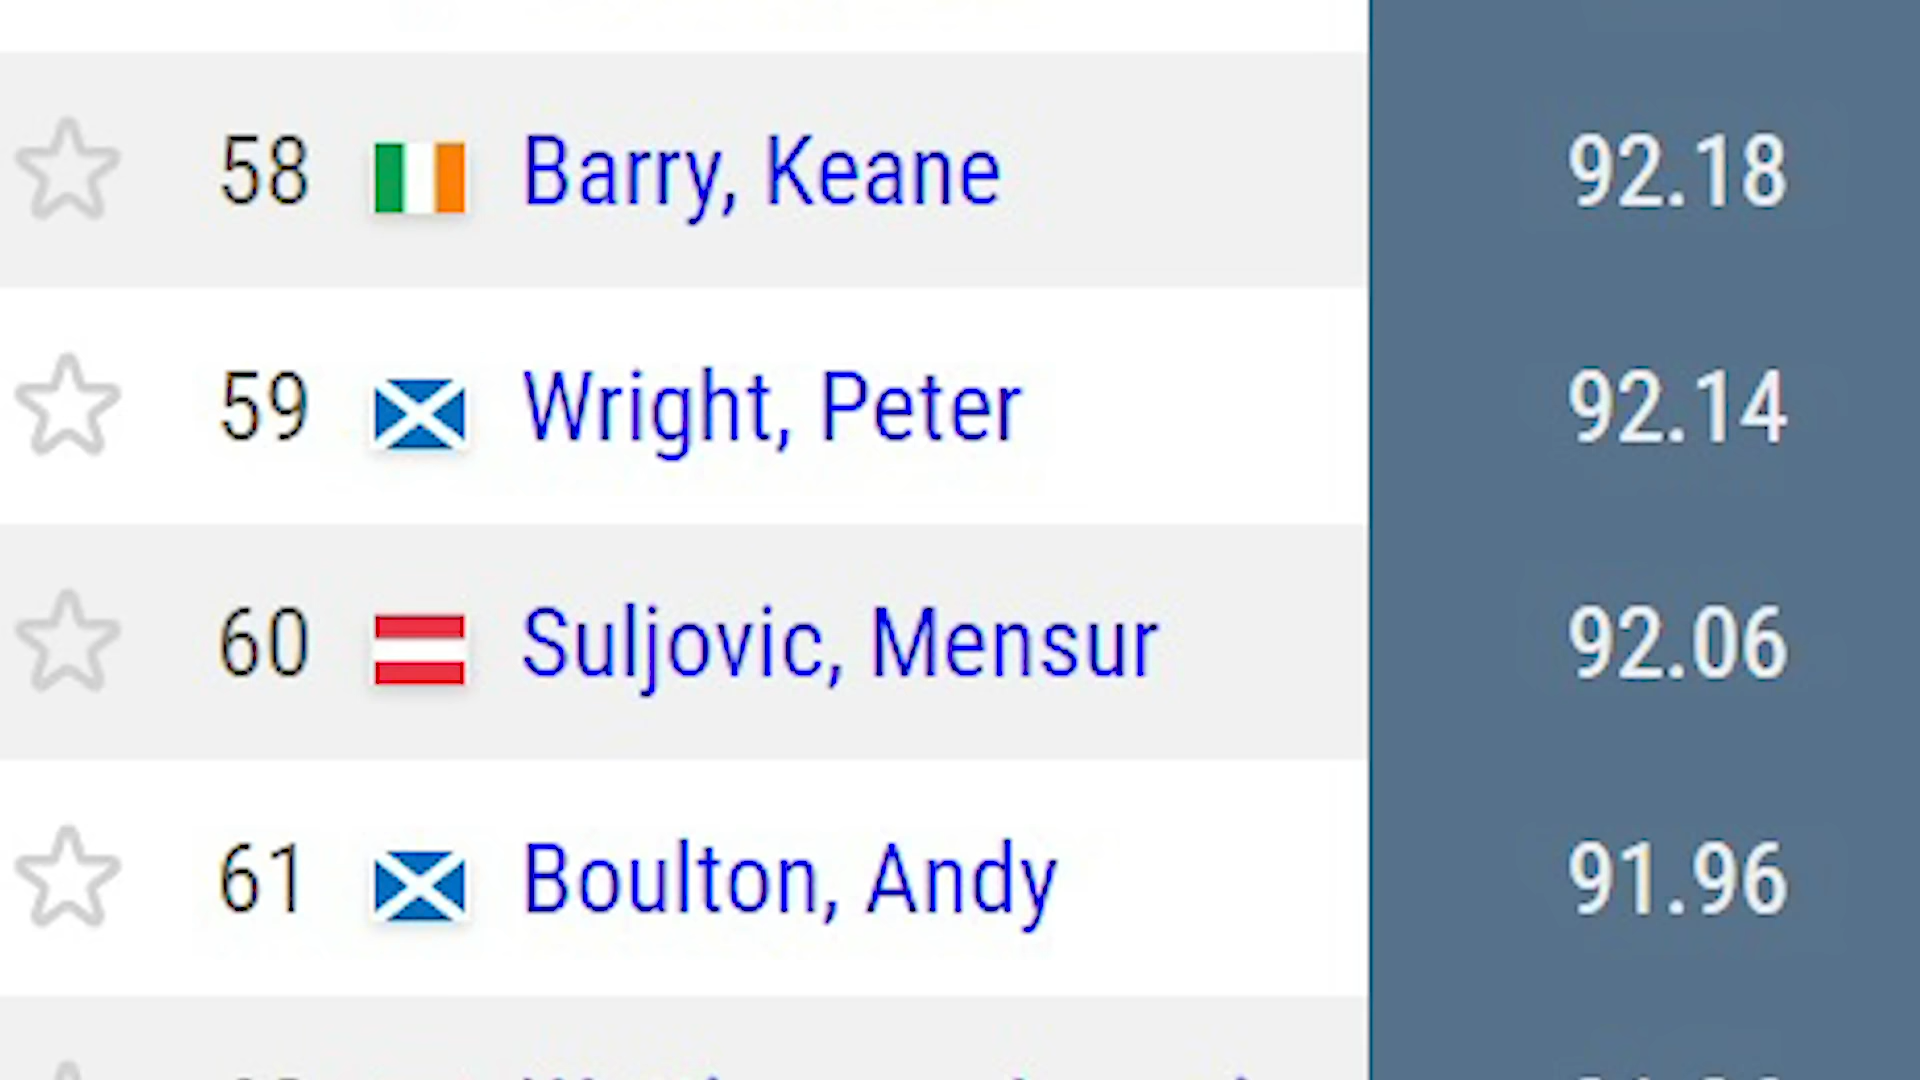 58 Barry, Keane 92.18
59 Wright, Peter 92.14
60 Suljovic, Mensur 92.06
61 Boulton, Andy 91.96